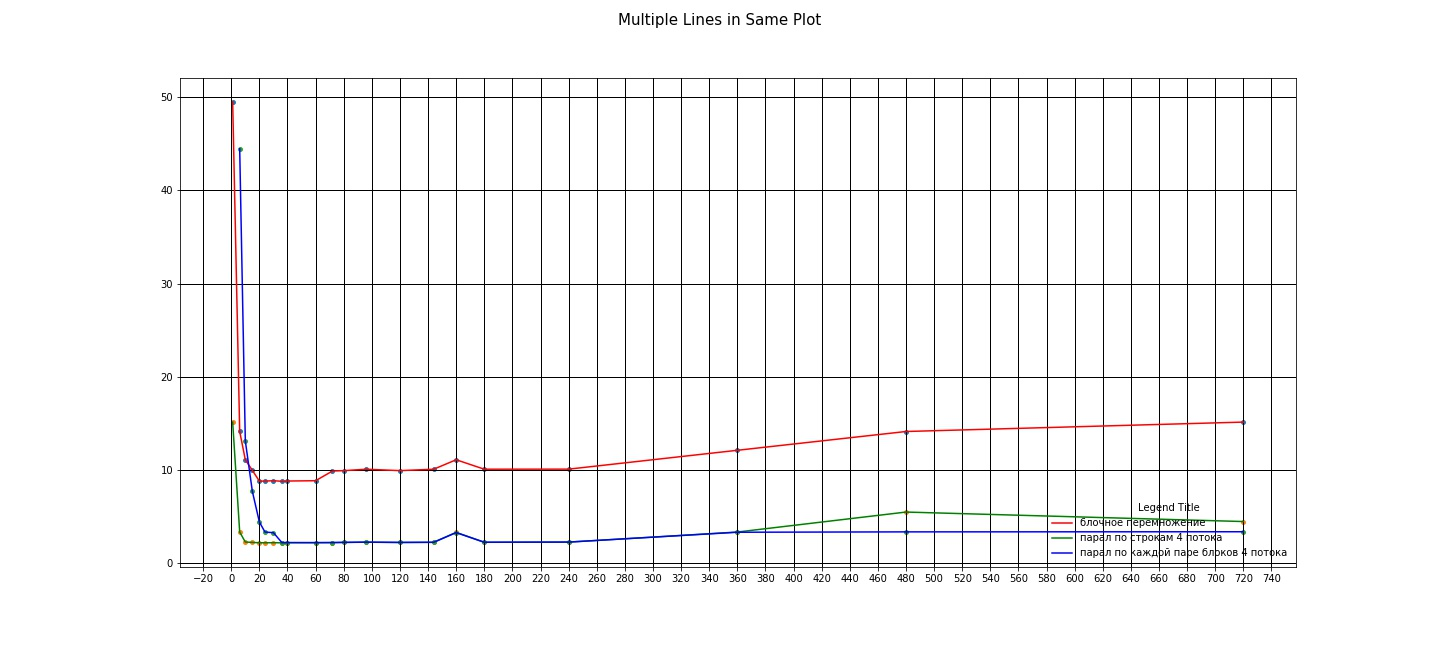 Multiple Lines in Same Plot
50
40
30
20
10
0
Legend Title
блочное перемножение
парал по строкам 4 потока
парал по каждой паре блоков 4 потока
−20 0 20 40 60 80 100 120 140 160 180 200 220 240 260 280 300 320 340 360 380 400 420 440 460 480 500 520 540 560 580 600 620 640 660 680 700 720 740